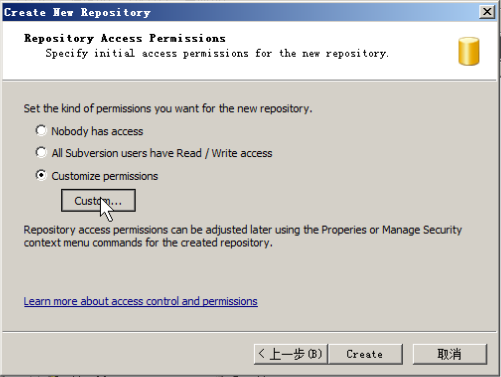 Create New Repository
Repository Access Permissions
Specify initial access permissions for the new repository.
Set the kind of permissions you want for the new repository.
Nobody has access
All Subversion users have Read / Write access
Customize permissions
Custom...
Repository access permissions can be adjusted later using the Properies or Manage Security
context menu commands for the created repository.
Learn more about access control and permissions
< 上一步(B) Create 取消